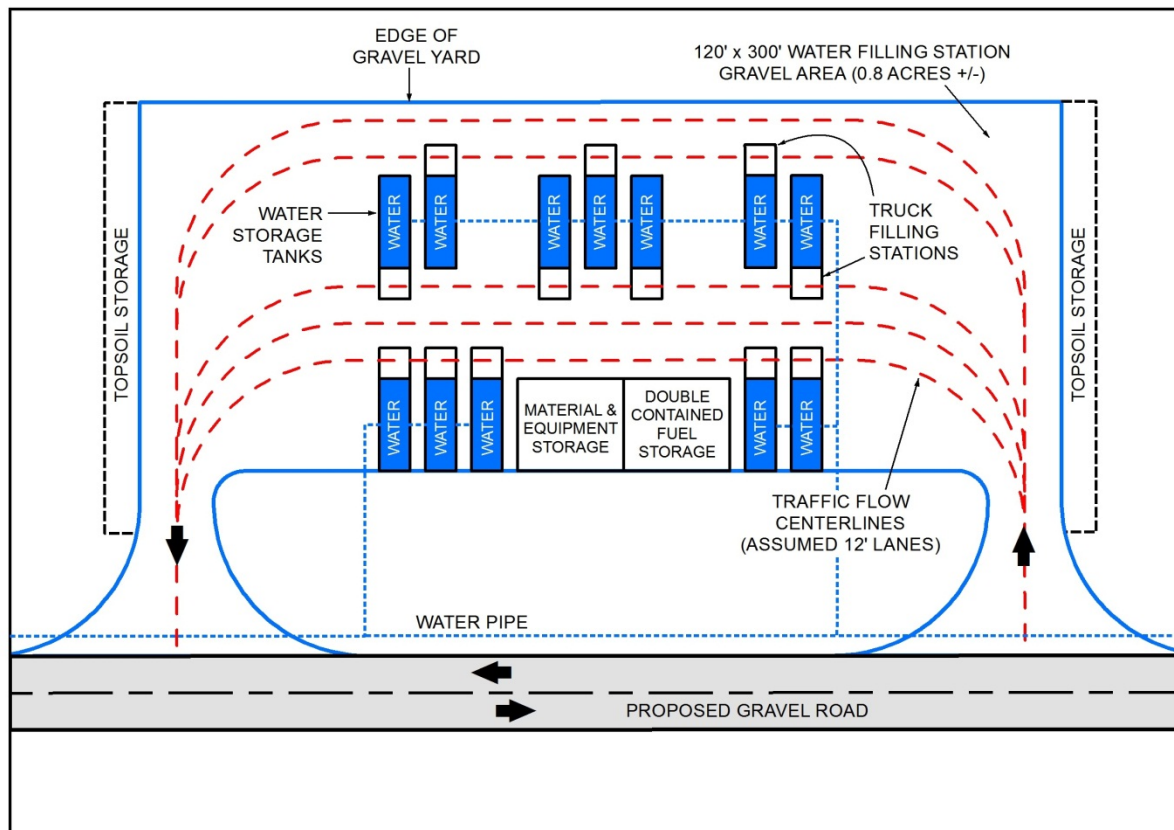 EDGE OF
GRAVEL YARD
120' x 300' WATER FILLING STATION
GRAVEL AREA (0.8 ACRES +/-)
TOPSOIL STORAGE
WATER
STORAGE
TANKS
WATER
WATER
WATER
WATER
WATER
WATER
WATER
TRUCK
FILLING
STATIONS
TOPSOIL STORAGE
WATER
WATER
WATER
MATERIAL &
EQUIPMENT
STORAGE
DOUBLE
CONTAINED
FUEL
STORAGE
WATER
WATER
TRAFFIC FLOW
CENTERLINES
(ASSUMED 12' LANES)
WATER PIPE
PROPOSED GRAVEL ROAD